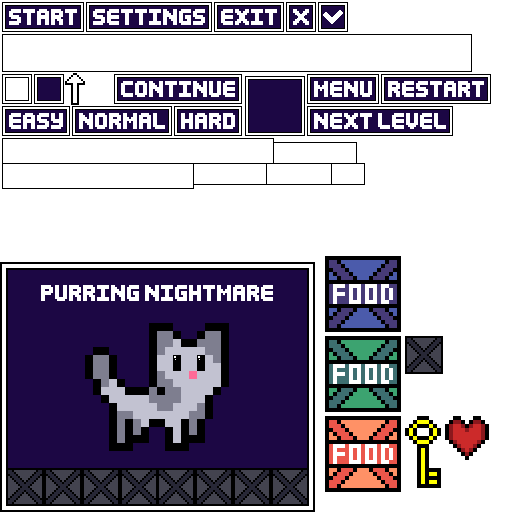 START SETTINGS EXIT
CONTINUE MENU RESTART
EASY NORMAL HARD NEXT LEVEL
PURRING NIGHTMARE
FOOD
FOOD
FOOD